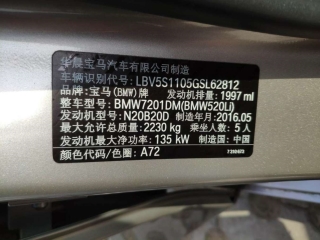 华晨宝马汽车有限公司制造
车辆识别代号: LBV5S1105GSL62812
品牌: 宝马(BMW)牌 发动机排量: 1997 ml
整车型号: BMW7201DM(BMW520Li)
发动机型号: N20B20D 制造年月: 2016.05
最大允许总质量: 2230 kg 乘坐人数: 5人
最大净功率: 135 kW 制造国: 中国
颜色代码/色面: A72